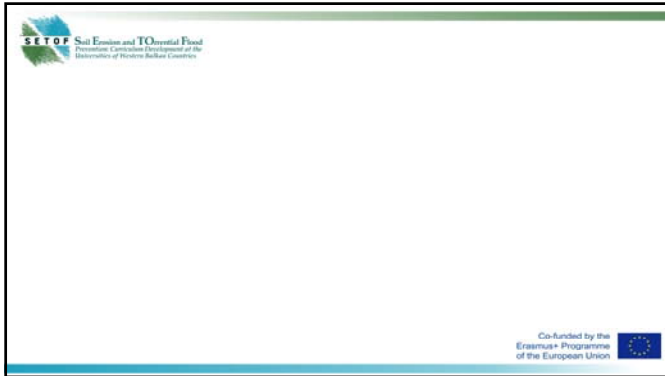 SETOF
Soil Erosion and TOrrential Flood
Prevention: Curriculum Development at the
Universities of Western Balkan Countries
Co-funded by the
Erasmus+ Programme
of the European Union